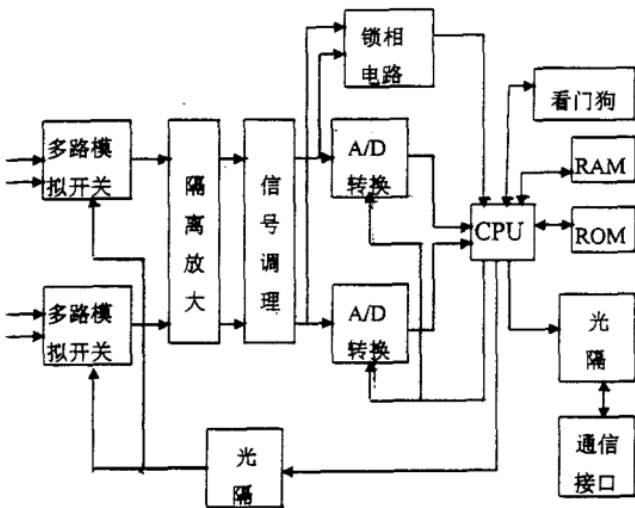 锁相
电路
看门狗
多路模
拟开关
隔
离
放
大
信
号
调
理
A/D
转换
RAM
CPU
ROM
多路模
拟开关
A/D
转换
光
隔
光
隔
通信
接口